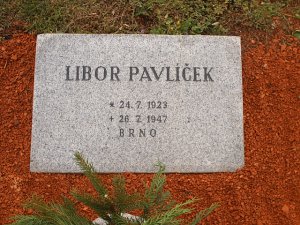 LIBOR PAVLÍČEK
* 24. 7. 1923
+ 26. 7. 1947
BRNO